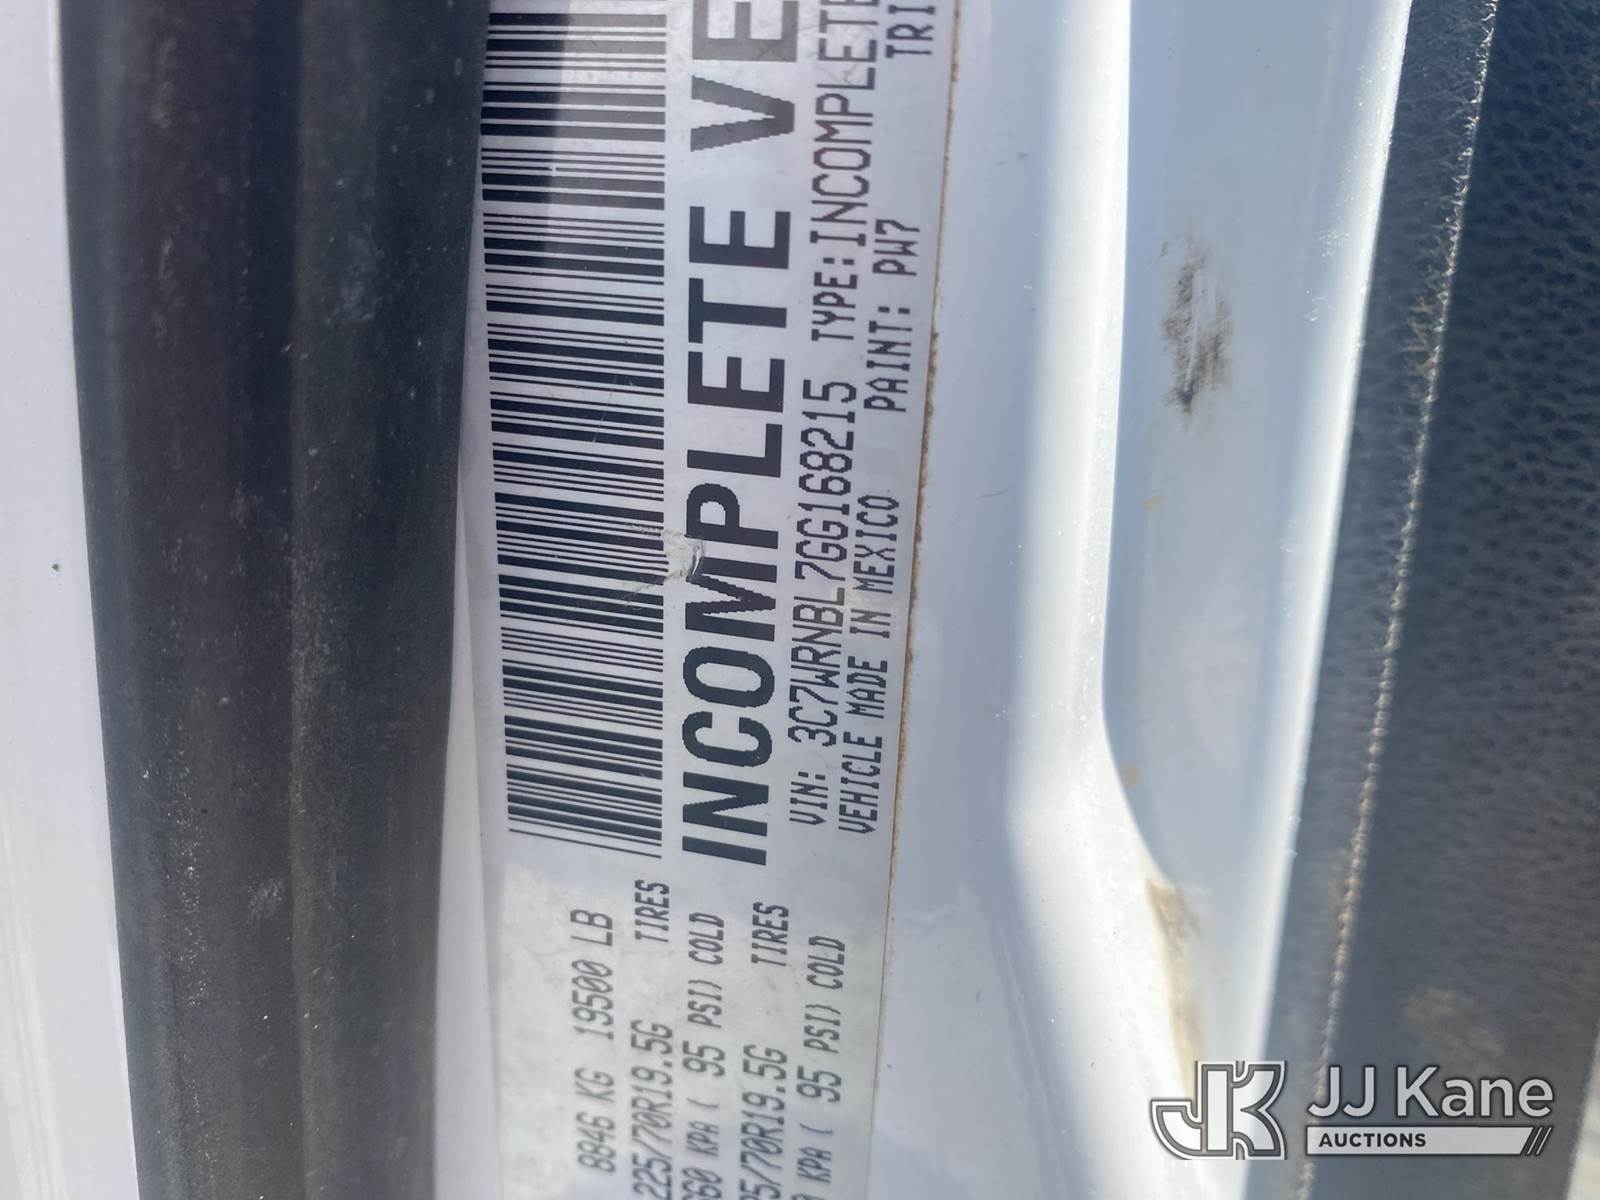 8846 KG 19500 LB
225/70R19.5G TIRES
660 KPA ( 95 PSI) COLD
25/70R19.5G TIRES
KPA ( 95 PSI) COLD
INCOMPLETE VE
VIN: 3C7WRNBL7GG168215 TYPE:INCOMPLETE
VEHICLE MADE IN MEXICO PAINT: PW7 TRI
JJ Kane
AUCTIONS